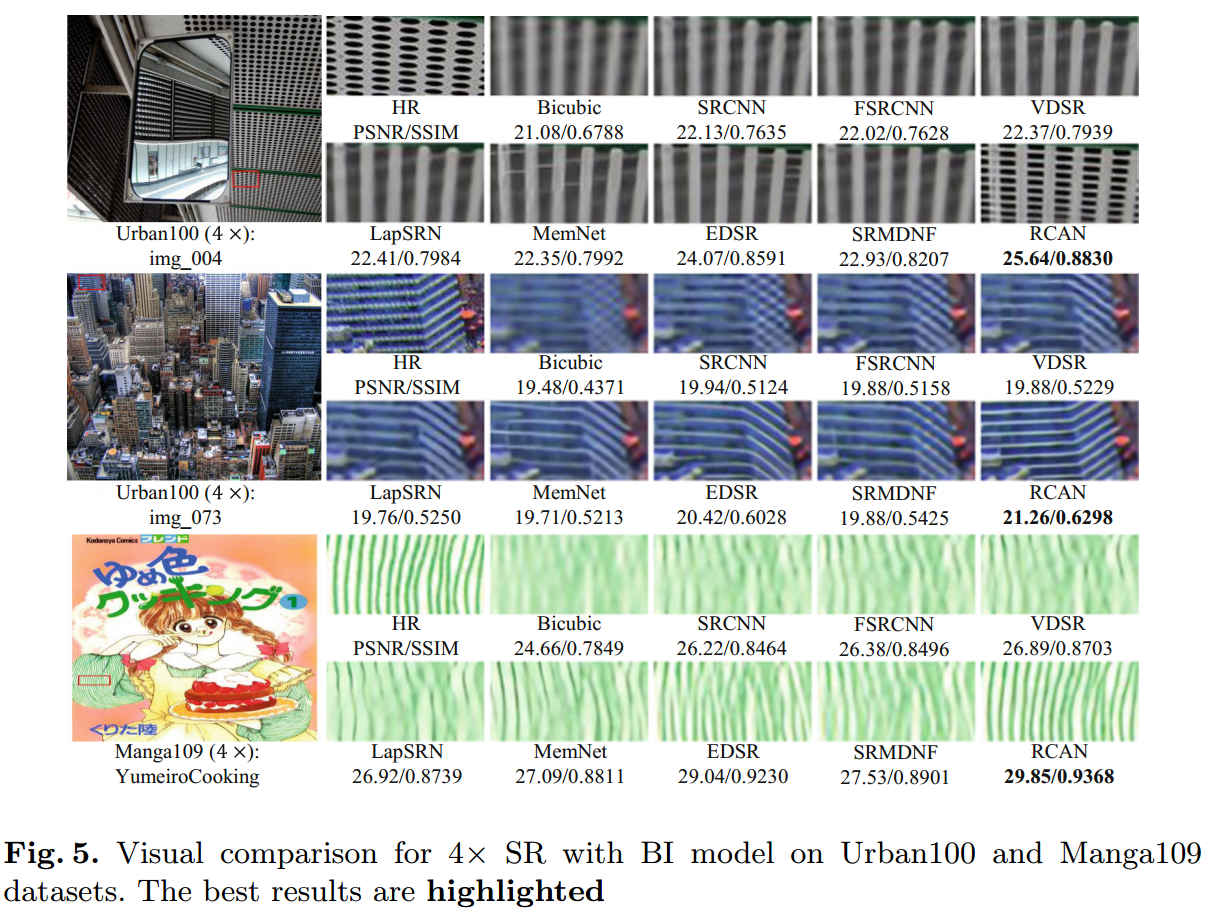 HR Bicubic SRCNN FSRCNN VDSR
PSNR/SSIM 21.08/0.6788 22.13/0.7635 22.02/0.7628 22.37/0.7939
Urban100 (4 ×): LapSRN MemNet EDSR SRMDNF RCAN
img_004 22.41/0.7984 22.35/0.7992 24.07/0.8591 22.93/0.8207 25.64/0.8830
HR Bicubic SRCNN FSRCNN VDSR
PSNR/SSIM 19.48/0.4371 19.94/0.5124 19.88/0.5158 19.88/0.5229
Urban100 (4 ×): LapSRN MemNet EDSR SRMDNF RCAN
img_073 19.76/0.5250 19.71/0.5213 20.42/0.6028 19.88/0.5425 21.26/0.6298
Kodansya Comics フレンド
ゆめ色
クッキング 1
くりた陸
HR Bicubic SRCNN FSRCNN VDSR
PSNR/SSIM 24.66/0.7849 26.22/0.8464 26.38/0.8496 26.89/0.8703
Manga109 (4 ×): LapSRN MemNet EDSR SRMDNF RCAN
YumeiroCooking 26.92/0.8739 27.09/0.8811 29.04/0.9230 27.53/0.8901 29.85/0.9368
Fig. 5. Visual comparison for 4× SR with BI model on Urban100 and Manga109
datasets. The best results are highlighted